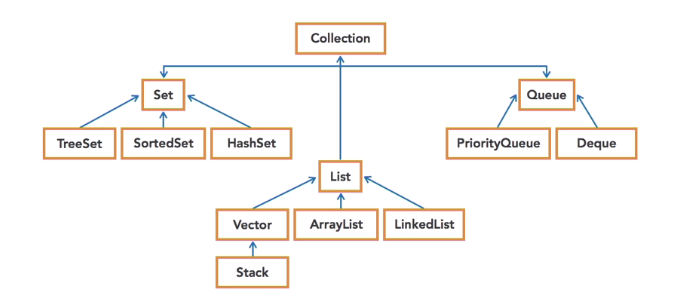 Collection
Set
Queue
TreeSet
SortedSet
HashSet
PriorityQueue
Deque
List
Vector
ArrayList
LinkedList
Stack